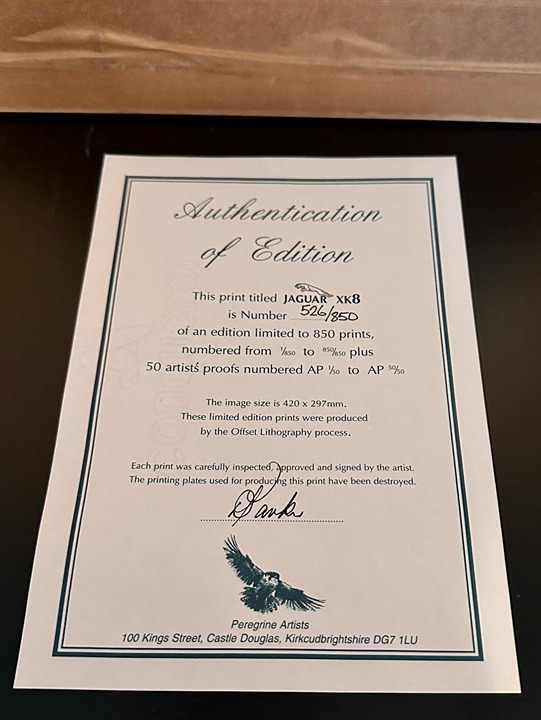 Authentication
of Edition
This print titled JAGUAR XK8
is Number 526/850
of an edition limited to 850 prints,
numbered from 1/850 to 850/850 plus
50 artists' proofs numbered AP 1/50 to AP 50/50
The image size is 420 x 297mm.
These limited edition prints were produced
by the Offset Lithography process.
Each print was carefully inspected, approved and signed by the artist.
The printing plates used for producing this print have been destroyed.
Peregrine Artists
100 Kings Street, Castle Douglas, Kirkcudbrightshire DG7 1LU